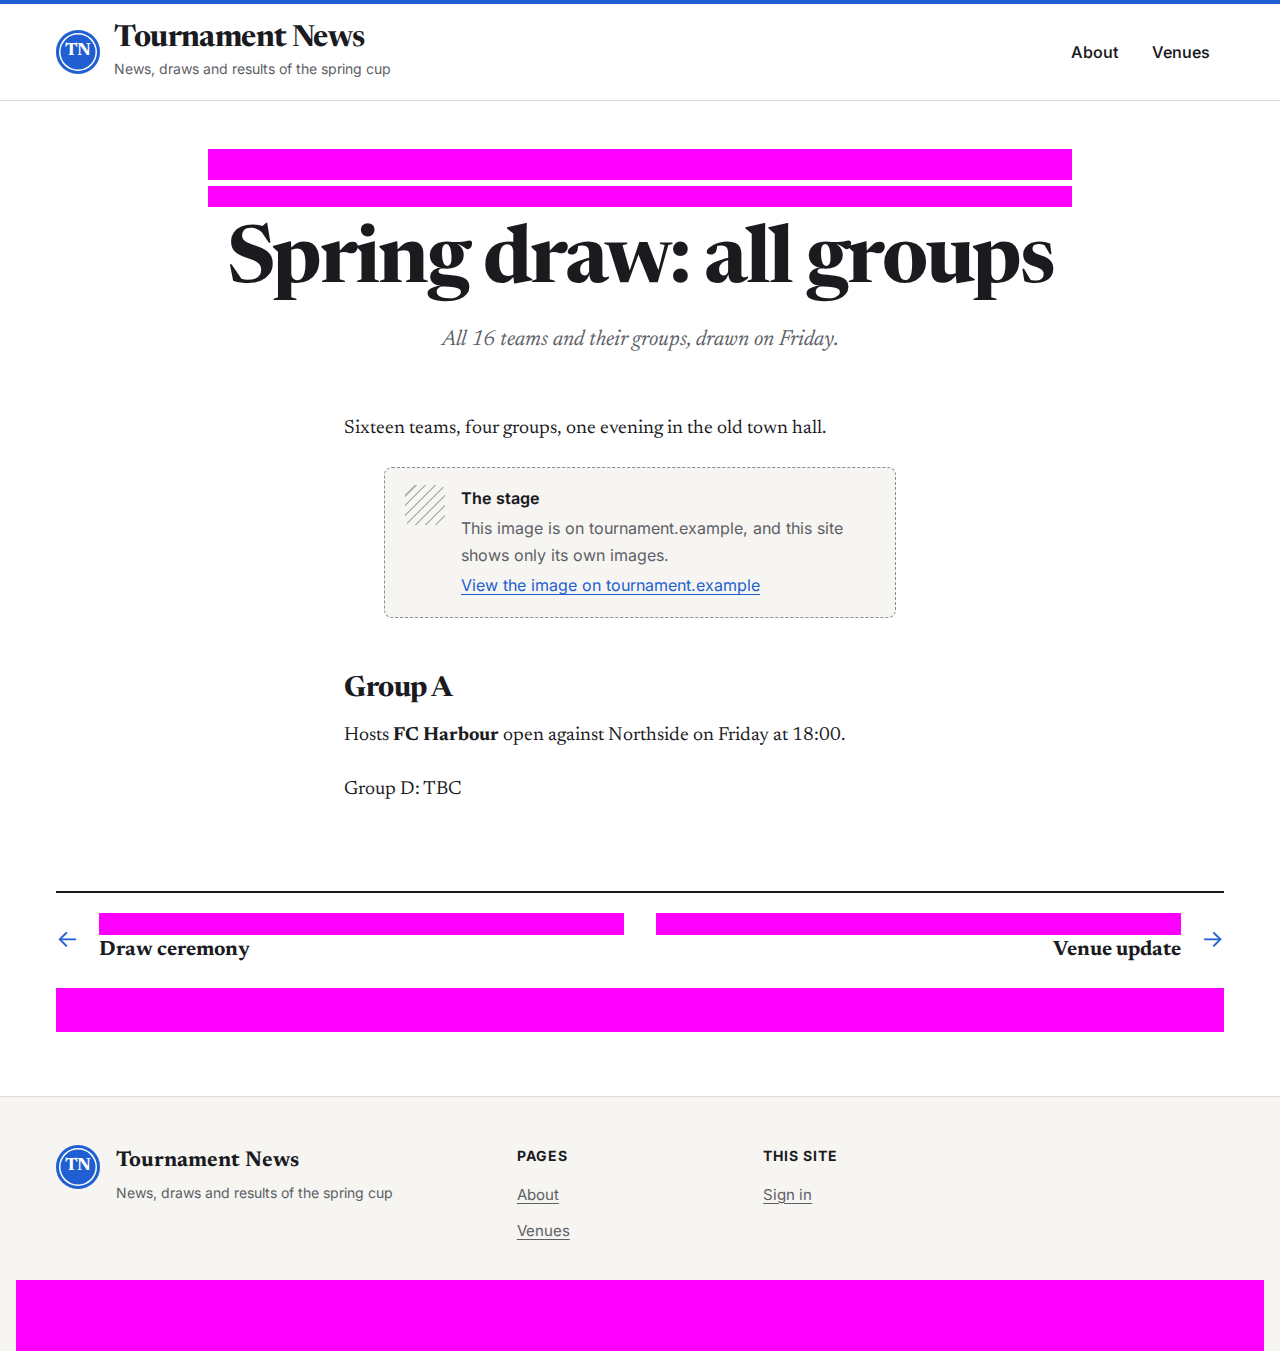 TN
Tournament News
News, draws and results of the spring cup
About
Venues
Spring draw: all groups
All 16 teams and their groups, drawn on Friday.
Sixteen teams, four groups, one evening in the old town hall.
The stage
This image is on tournament.example, and this site
shows only its own images.
View the image on tournament.example
Group A
Hosts FC Harbour open against Northside on Friday at 18:00.
Group D: TBC
← Draw ceremony
Venue update →
TN
Tournament News
News, draws and results of the spring cup
PAGES
About
Venues
THIS SITE
Sign in